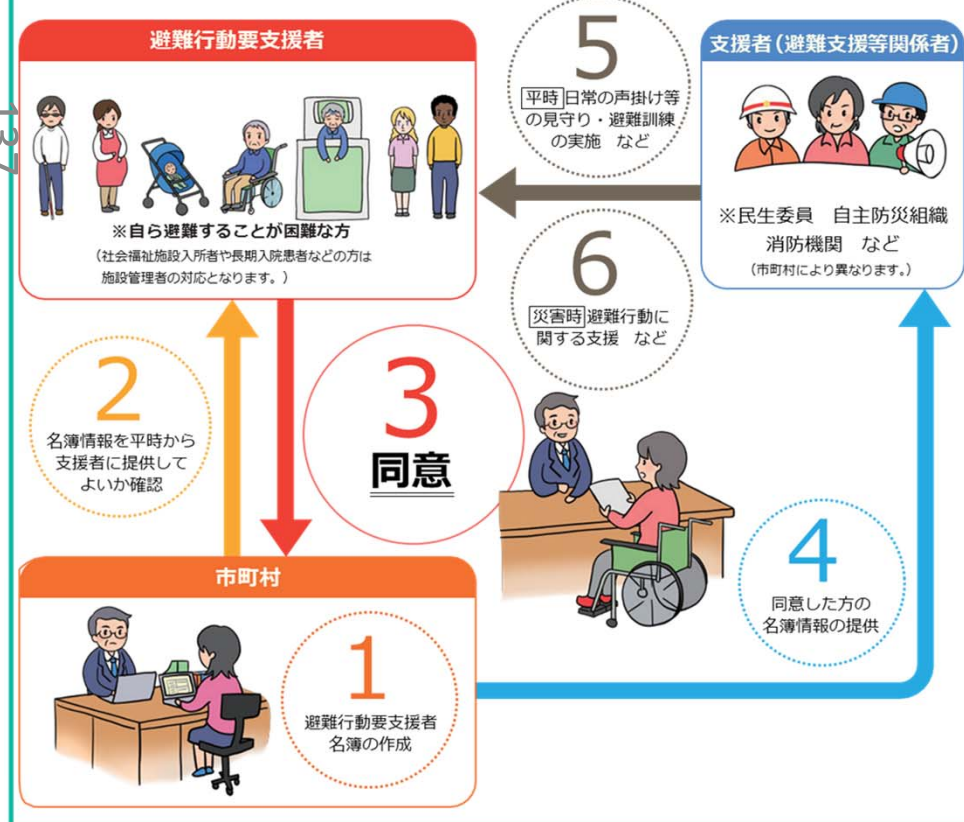 避難行動要支援者
※自ら避難することが困難な方
(社会福祉施設入所者や長期入院患者などの方は
施設管理者の対応となります。)
5
平時 日常の声掛け等
の見守り・避難訓練
の実施 など
支援者(避難支援等関係者)
※民生委員 自主防災組織
消防機関 など
(市町村により異なります。)
6
災害時 避難行動に
関する支援 など
2
名簿情報を平時から
支援者に提供して
よいか確認
3
同意
4
同意した方の
名簿情報の提供
市町村
1
避難行動要支援者
名簿の作成
137